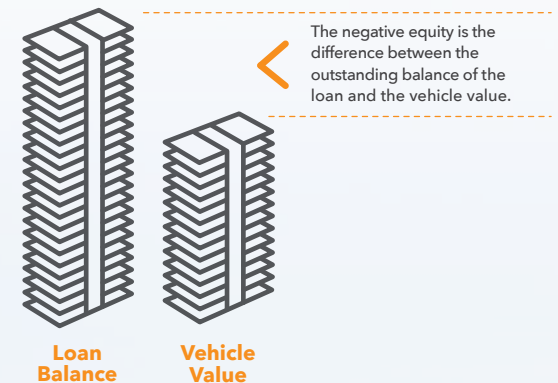 The negative equity is the
difference between the
outstanding balance of the
loan and the vehicle value.
Loan
Balance
Vehicle
Value